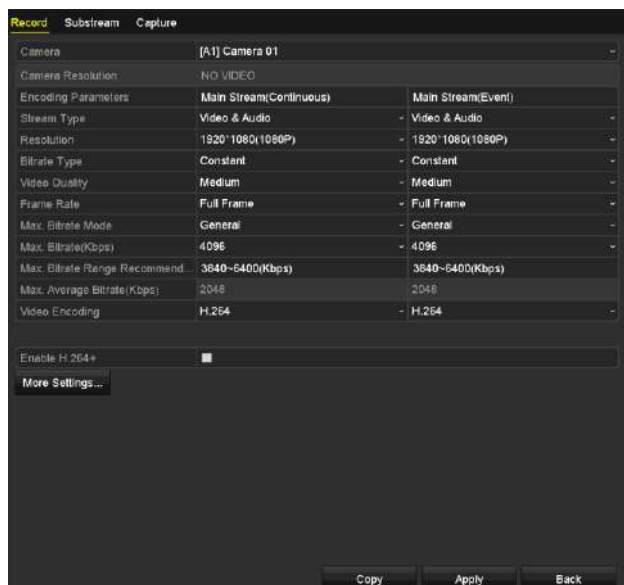 Record Substream Capture
Camera [A1] Camera 01
Camera Resolution NO VIDEO
Encoding Parameters Main Stream(Continuous) Main Stream(Event)
Stream Type Video & Audio Video & Audio
Resolution 1920*1080(1080P) 1920*1080(1080P)
Bitrate Type Constant Constant
Video Quality Medium Medium
Frame Rate Full Frame Full Frame
Max. Bitrate Mode General General
Max. Bitrate(Kbps) 4096 4096
Max. Bitrate Range Recommend... 3840~6400(Kbps) 3840~6400(Kbps)
Max. Average Bitrate(Kbps) 2048 2048
Video Encoding H.264 H.264
Enable H.264+
More Settings...
Copy Apply Back